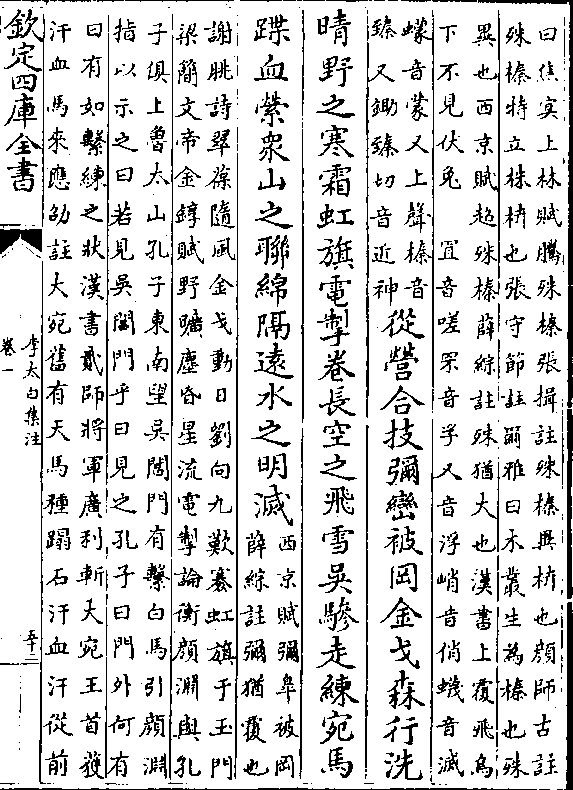 曰焦寅上林賦騰殊榛張揖註殊榛異枿也顏師古註
殊榛特立株枿也張守節註爾雅曰木叢生為榛也殊
異也西京賦超殊榛薛綜註殊猶大也漢書上覆飛鳥
下不見伏兔　罝音嗟罘音孚又音浮峭音俏蠛音滅
蠓音蒙又上聲榛音
臻又鋤臻切音近神
從營合技彌巒被岡金戈森行洗
晴野之寒霜虹旗電掣卷長空之飛雪吳驂走練宛馬
蹀血縈衆山之聯綿隔遠水之明滅
西京賦彌臯被岡
薛綜註彌猶覆也
謝朓詩翠葆隨風金戈動日劉向九歎褰虹旗于玉門
梁簡文帝金錞賦野曠塵昏星流電掣論衡顏淵與孔
子俱上魯太山孔子東南望吳閶門有繫白馬引顏淵
指以示之曰若見吳閶門乎曰見之孔子曰門外何有
曰有如繫練之狀漢書貳師將軍廣利斬大宛王首獲
汗血馬來應劭註大宛舊有天馬種蹋石汗血汗從前
欽定四庫全書
李太白集注
卷一
五十三